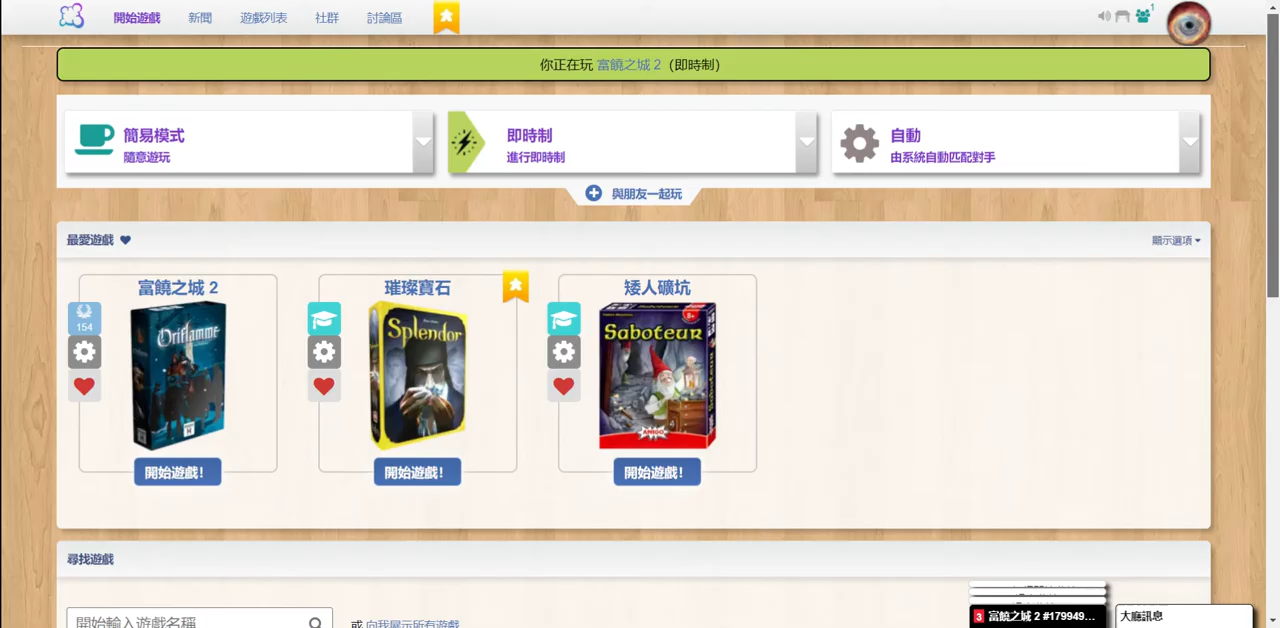 開始遊戲 新聞 遊戲列表 社群 討論區 1
你正在玩 富饒之城 2（即時制）
簡易模式
隨意遊玩
即時制
進行即時制
自動
由系統自動匹配對手
與朋友一起玩
最愛遊戲
顯示選項
富饒之城 2
154
Oriflamme
開始遊戲！
璀璨寶石
Splendor
開始遊戲！
矮人礦坑
8+
Saboteur
AMIGO
開始遊戲！
尋找遊戲
開始輸入遊戲名稱
或 向我展示所有遊戲
3 富饒之城 2 #179949...
大廳訊息